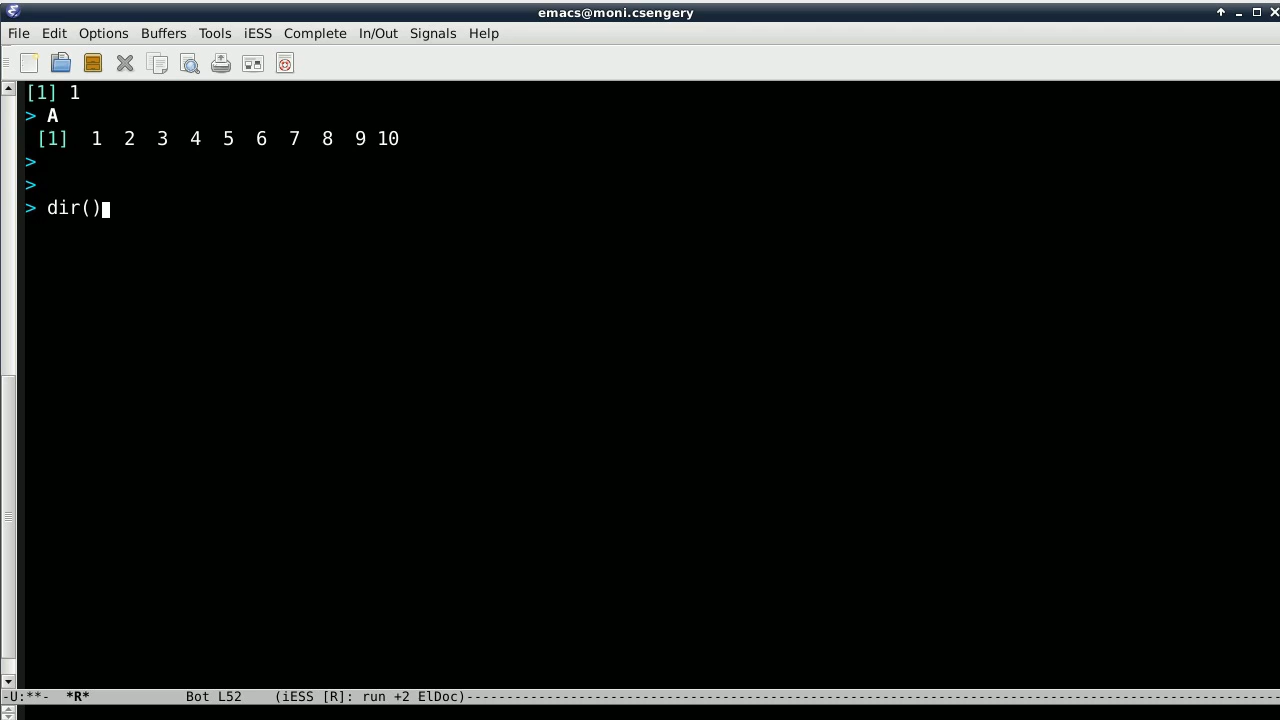 emacs@moni.csengery
File Edit Options Buffers Tools iESS Complete In/Out Signals Help
[1] 1
> A
 [1]  1  2  3  4  5  6  7  8  9 10
>
>
> dir()
-U:**-  *R*            Bot L52    (iESS [R]: run +2 ElDoc)--------------------------------------------------------------------------------